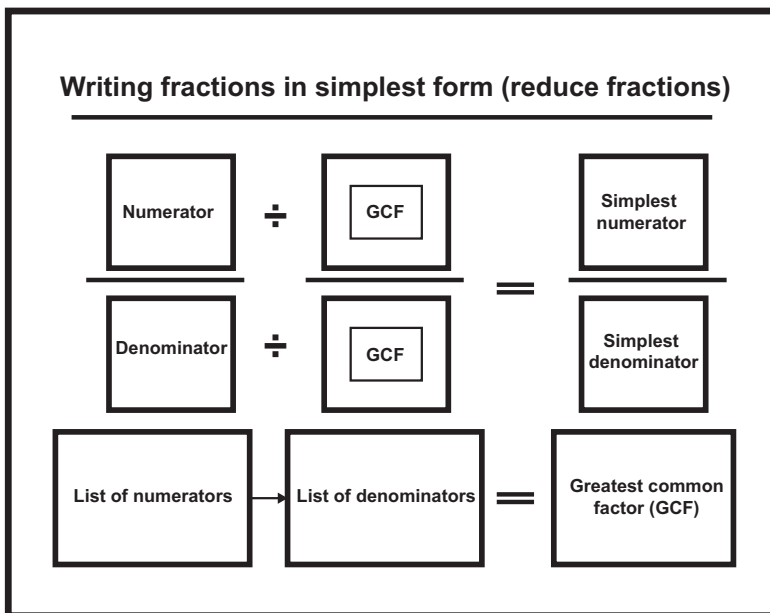 Writing fractions in simplest form (reduce fractions)
Numerator ÷ GCF = Simplest
numerator
Denominator ÷ GCF Simplest
denominator
List of numerators → List of denominators = Greatest common
factor (GCF)